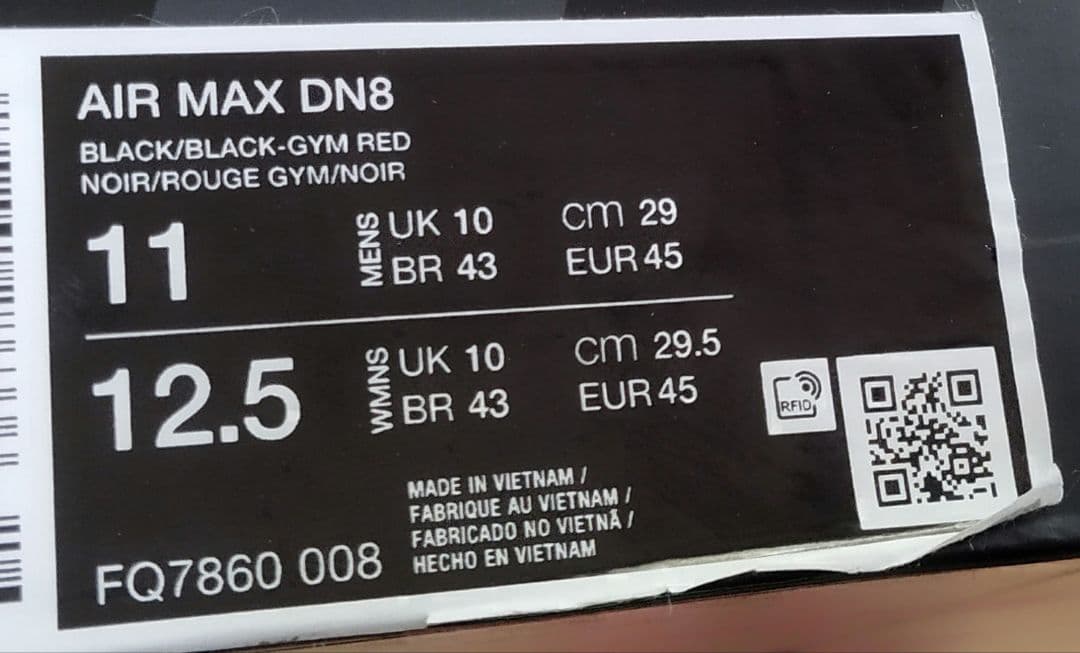 AIR MAX DN8
BLACK/BLACK-GYM RED
NOIR/ROUGE GYM/NOIR
11 MENS UK 10 cm 29
BR 43 EUR 45
12.5 WMNS UK 10 cm 29.5
BR 43 EUR 45
RFID
MADE IN VIETNAM /
FABRIQUE AU VIETNAM /
FABRICADO NO VIETNÃ /
HECHO EN VIETNAM
FQ7860 008